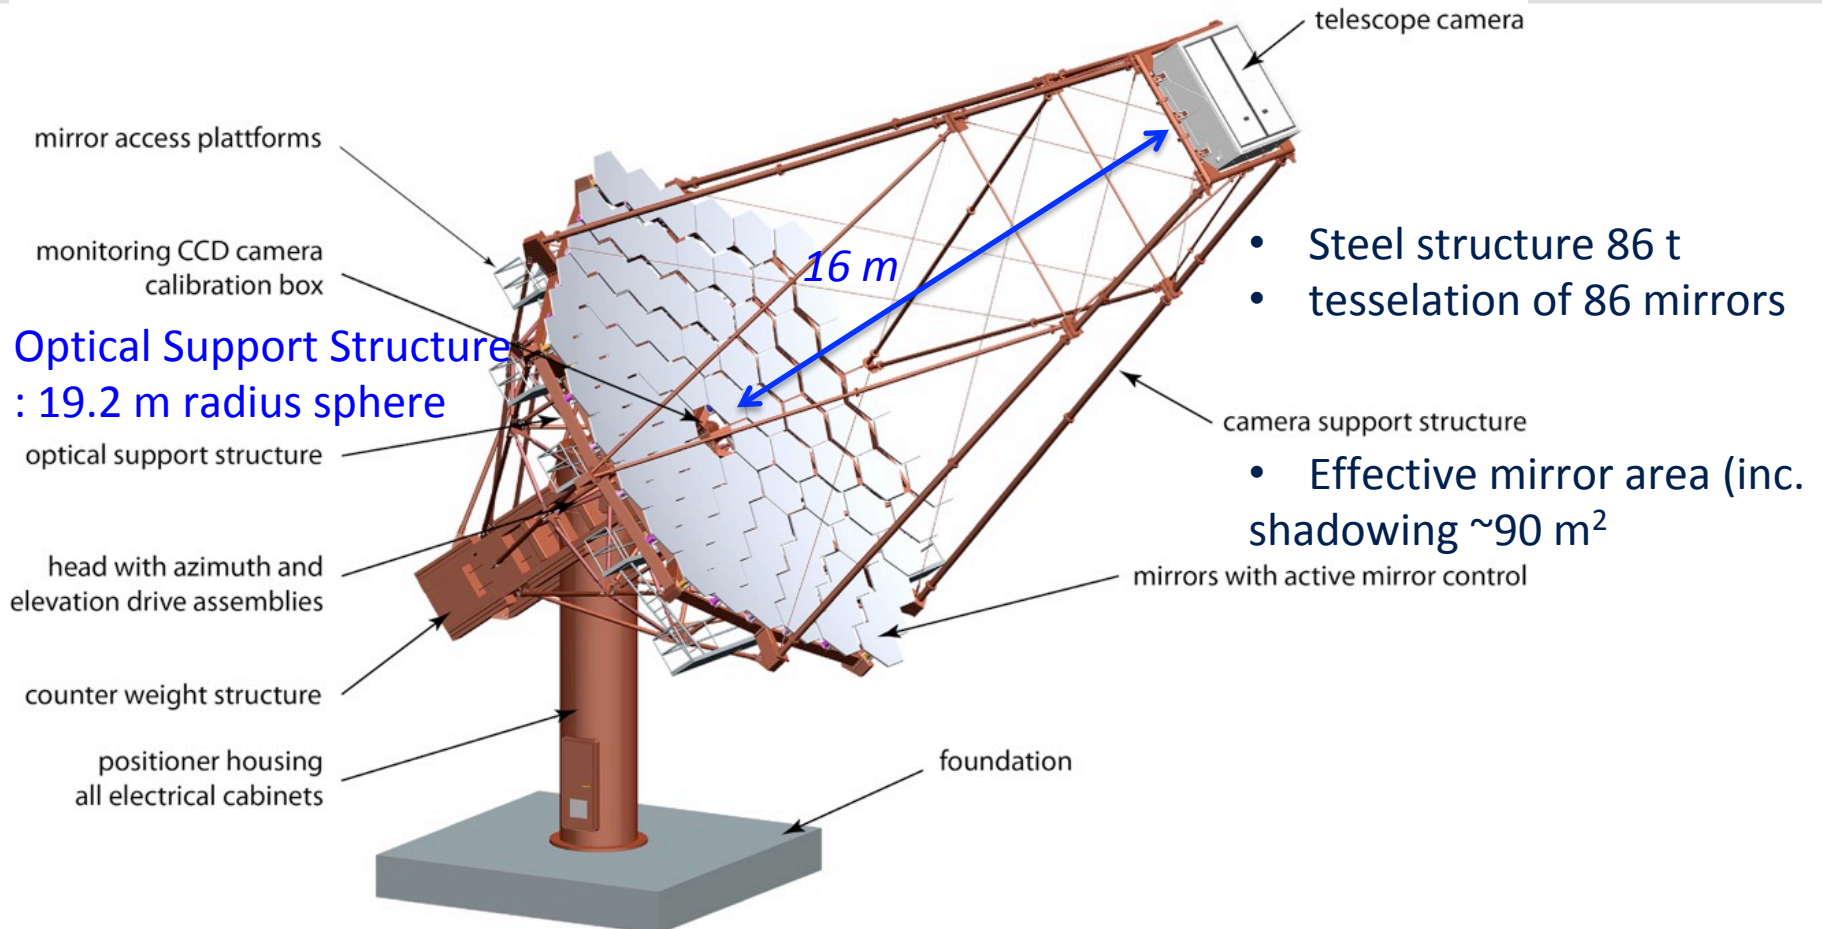 telescope camera
mirror access plattforms
monitoring CCD camera
calibration box
16 m
Optical Support Structure
: 19.2 m radius sphere
optical support structure
• Steel structure 86 t
• tesselation of 86 mirrors
camera support structure
• Effective mirror area (inc.
shadowing ~90 m²
head with azimuth and
elevation drive assemblies
mirrors with active mirror control
counter weight structure
positioner housing
all electrical cabinets
foundation